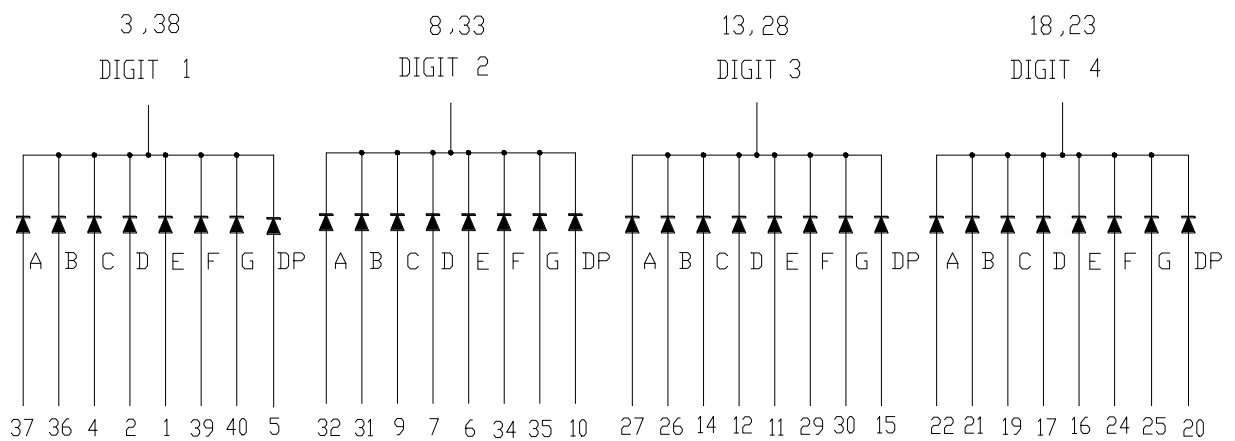 3,38 8,33 13,28 18,23
DIGIT 1 DIGIT 2 DIGIT 3 DIGIT 4
A B C D E F G DP A B C D E F G DP A B C D E F G DP A B C D E F G DP
37 36 4 2 1 39 40 5 32 31 9 7 6 34 35 10 27 26 14 12 11 29 30 15 22 21 19 17 16 24 25 20